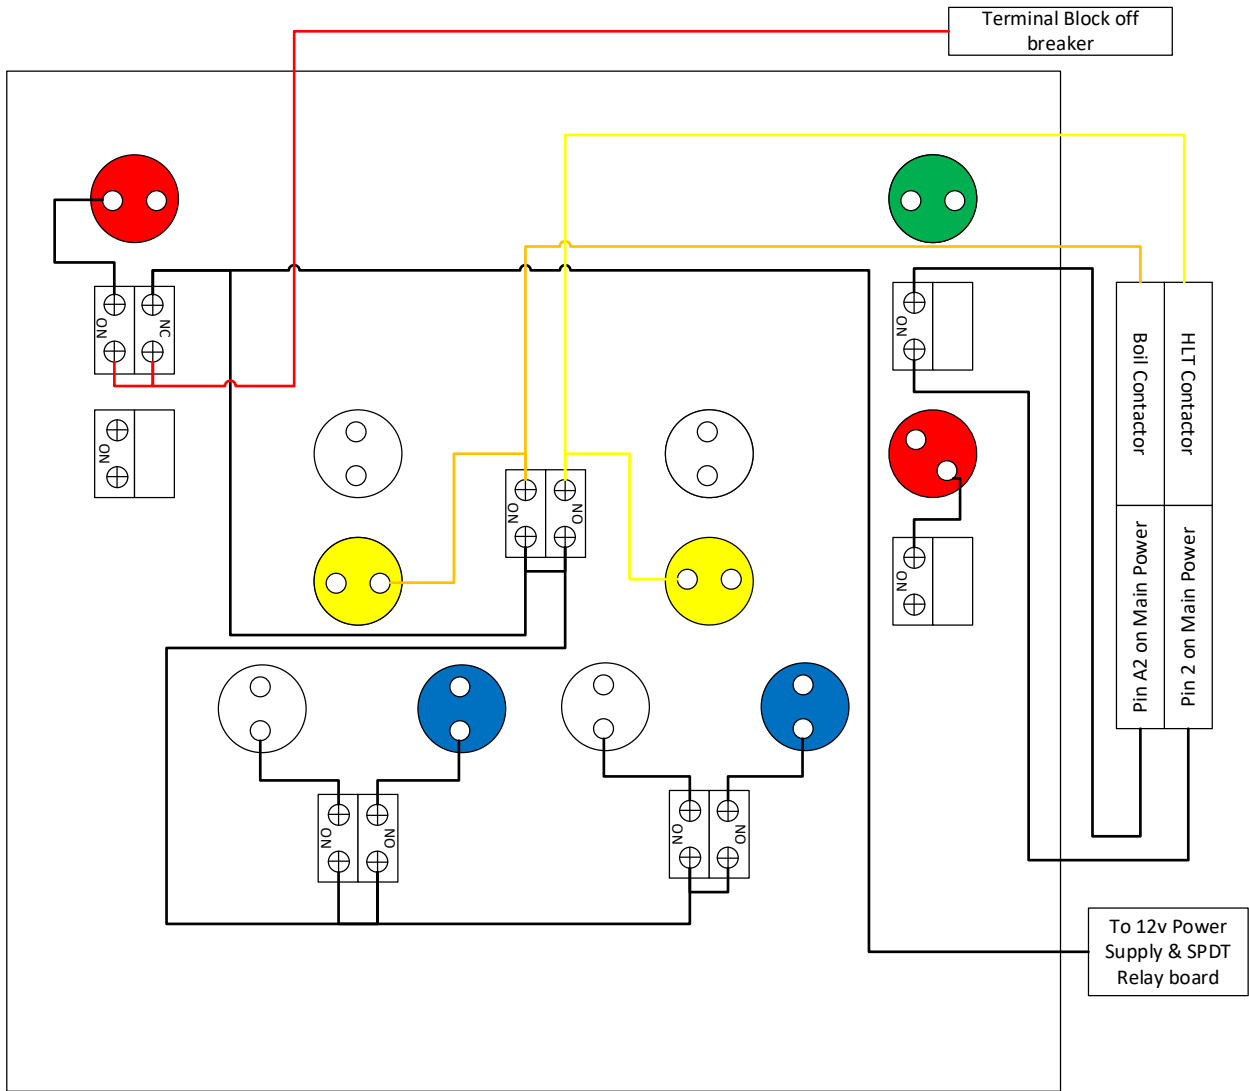 Terminal Block off
breaker
NO
NC
NO
Boil Contactor
HLT Contactor
NO
NO
NO
NO
Pin A2 on Main Power
Pin 2 on Main Power
NO
NO
NO
NO
NO
To 12v Power
Supply & SPDT
Relay board